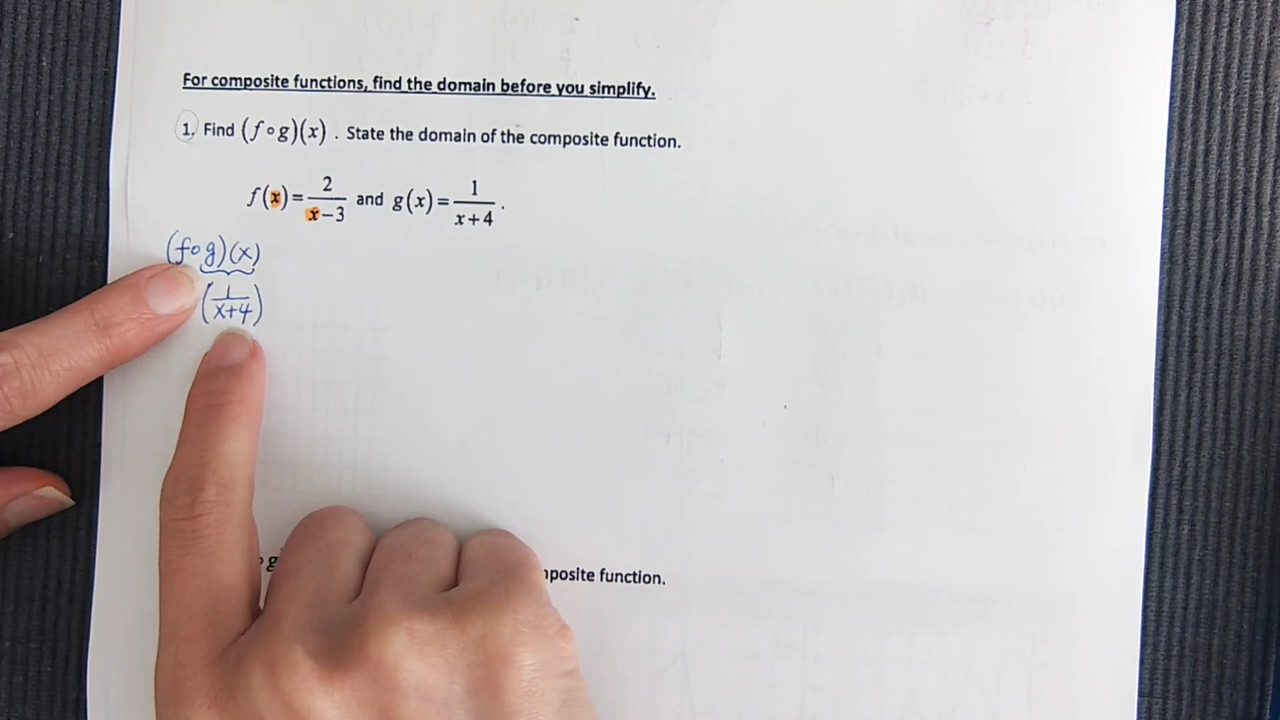 For composite functions, find the domain before you simplify.
1. Find (f∘g)(x). State the domain of the composite function.
f(x)=2/(x-3) and g(x)=1/(x+4).
(f∘g)(x)
(1/(x+4))
composite function.